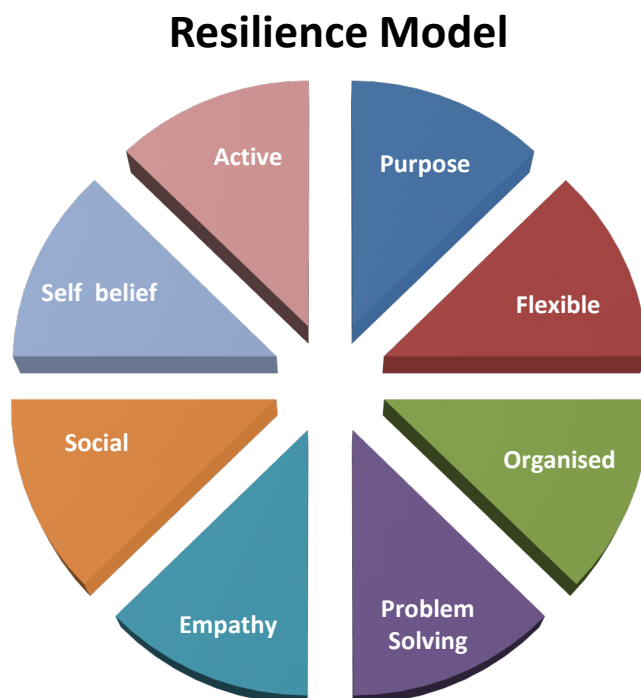 Resilience Model
Active
Purpose
Self belief
Flexible
Social
Organised
Empathy
Problem
Solving